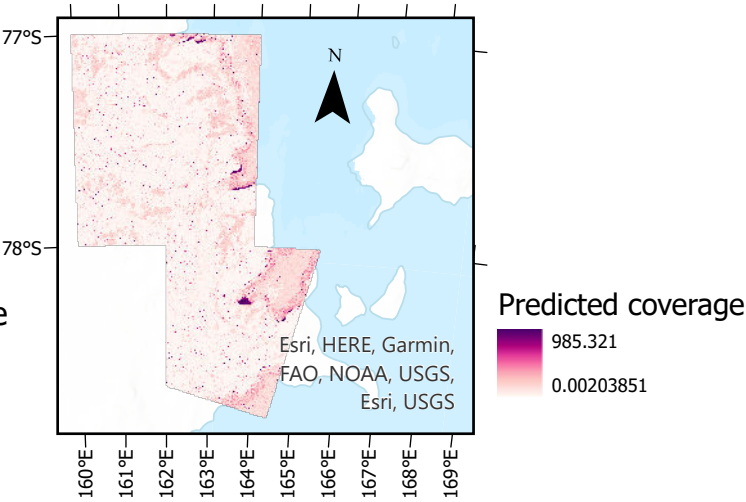 77°S
N
78°S
e
Predicted coverage
985.321
0.00203851
Esri, HERE, Garmin,
FAO, NOAA, USGS,
Esri, USGS
160°E
161°E
162°E
163°E
164°E
165°E
166°E
167°E
168°E
169°E